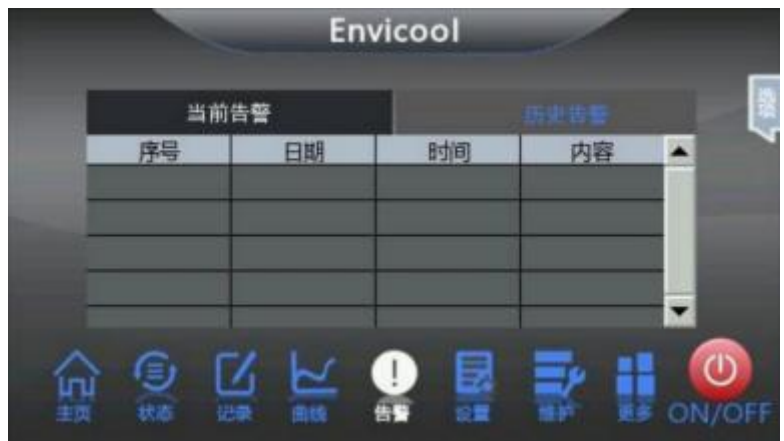 Envicool
当前告警
历史告警
序号 日期 时间 内容
主页 状态 记录 曲线 告警 设置 维护 更多 ON/OFF